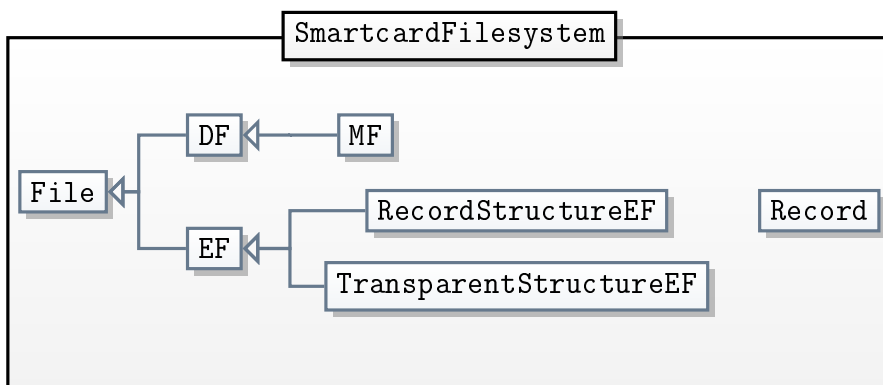 SmartcardFilesystem
DF
MF
File
RecordStructureEF
Record
EF
TransparentStructureEF